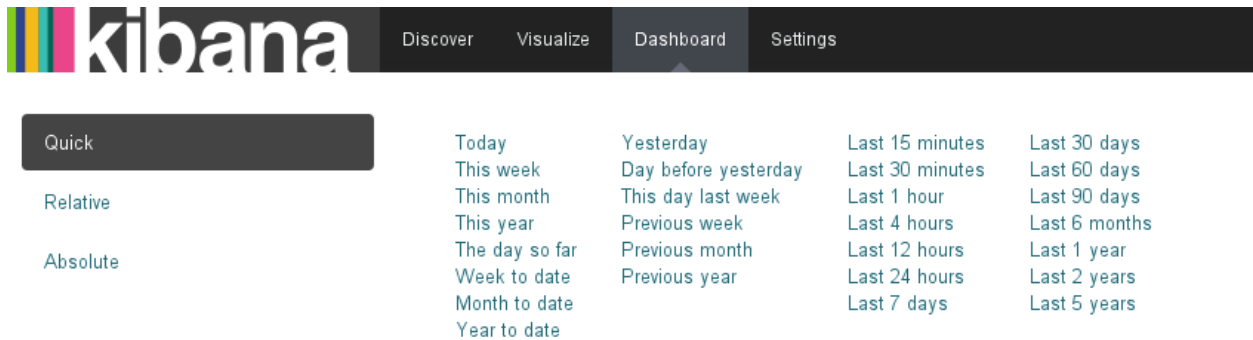 kibana Discover Visualize Dashboard Settings
Quick
Relative
Absolute
Today
This week
This month
This year
The day so far
Week to date
Month to date
Year to date
Yesterday
Day before yesterday
This day last week
Previous week
Previous month
Previous year
Last 15 minutes
Last 30 minutes
Last 1 hour
Last 4 hours
Last 12 hours
Last 24 hours
Last 7 days
Last 30 days
Last 60 days
Last 90 days
Last 6 months
Last 1 year
Last 2 years
Last 5 years